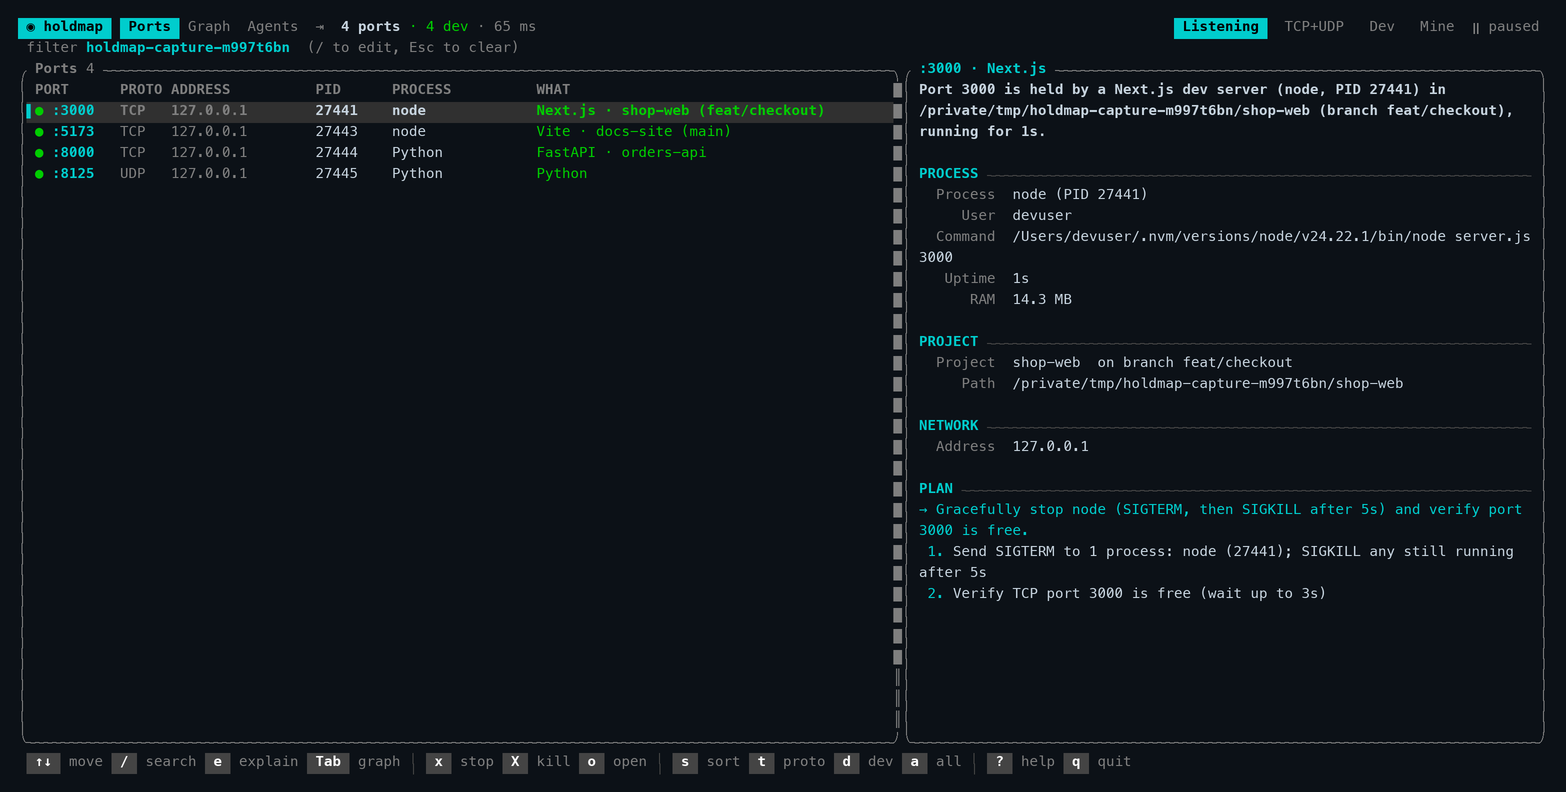 ◉ holdmap Ports Graph Agents ⇥ 4 ports · 4 dev · 65 ms Listening TCP+UDP Dev Mine ‖ paused
filter holdmap-capture-m997t6bn (/ to edit, Esc to clear)
Ports 4
PORT PROTO ADDRESS PID PROCESS WHAT
● :3000 TCP 127.0.0.1 27441 node Next.js · shop-web (feat/checkout)
● :5173 TCP 127.0.0.1 27443 node Vite · docs-site (main)
● :8000 TCP 127.0.0.1 27444 Python FastAPI · orders-api
● :8125 UDP 127.0.0.1 27445 Python Python
:3000 · Next.js
Port 3000 is held by a Next.js dev server (node, PID 27441) in
/private/tmp/holdmap-capture-m997t6bn/shop-web (branch feat/checkout),
running for 1s.
PROCESS
Process node (PID 27441)
User devuser
Command /Users/devuser/.nvm/versions/node/v24.22.1/bin/node server.js
3000
Uptime 1s
RAM 14.3 MB
PROJECT
Project shop-web on branch feat/checkout
Path /private/tmp/holdmap-capture-m997t6bn/shop-web
NETWORK
Address 127.0.0.1
PLAN
→ Gracefully stop node (SIGTERM, then SIGKILL after 5s) and verify port
3000 is free.
1. Send SIGTERM to 1 process: node (27441); SIGKILL any still running
after 5s
2. Verify TCP port 3000 is free (wait up to 3s)
↑↓ move / search e explain Tab graph │ x stop X kill o open │ s sort t proto d dev a all │ ? help q quit